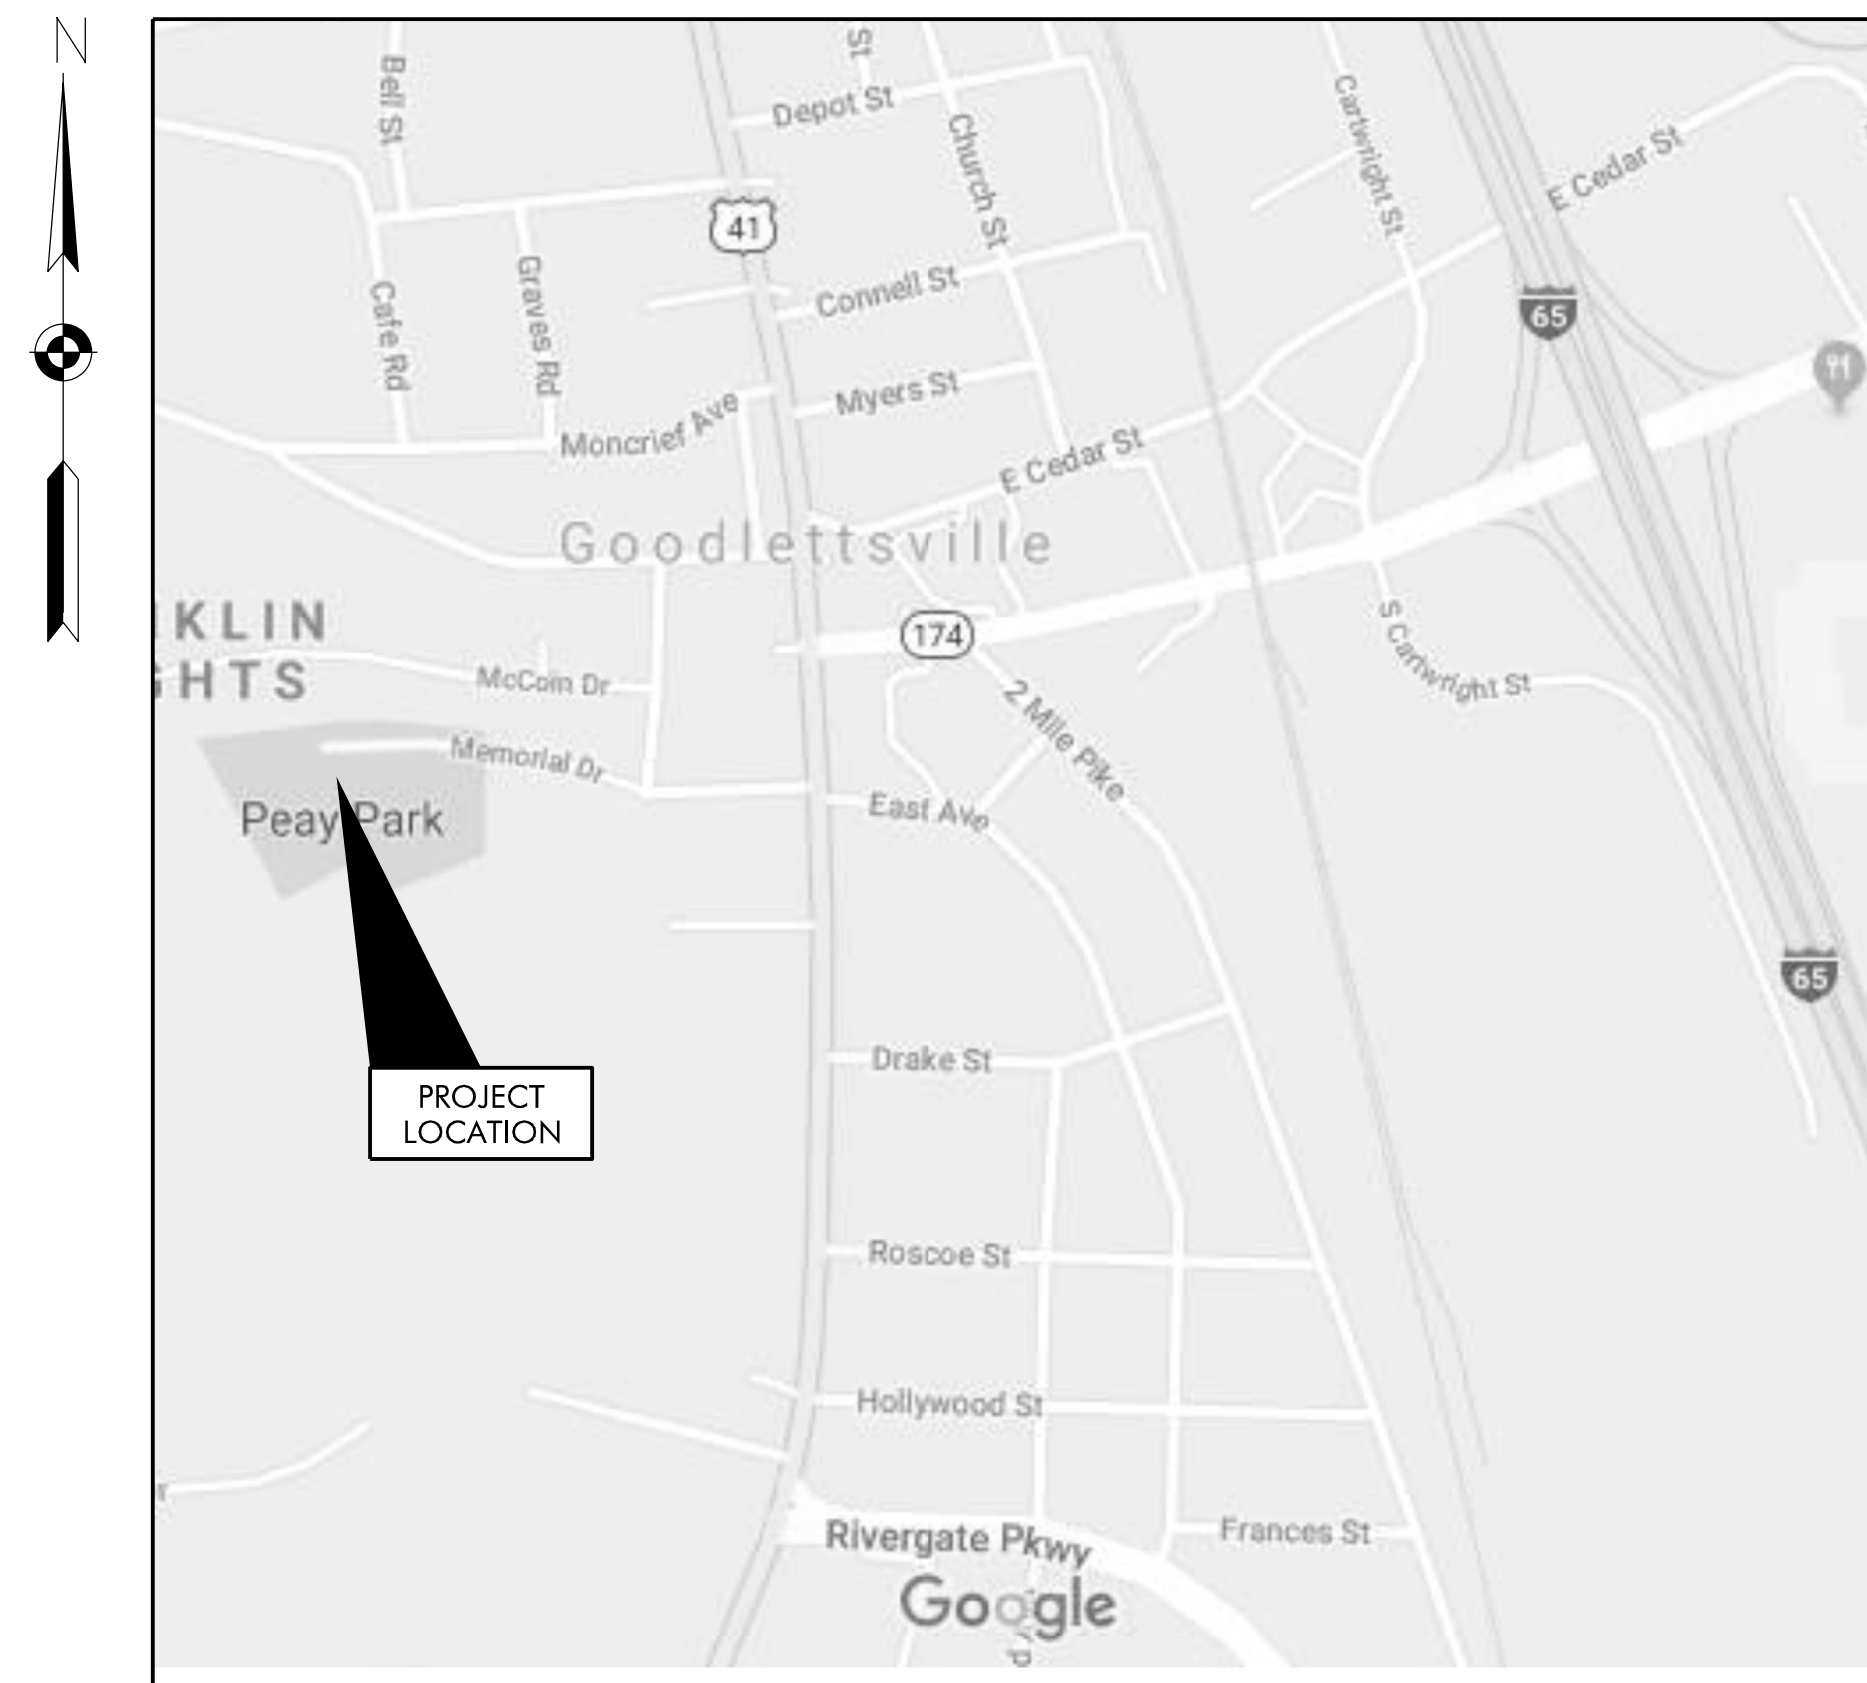 N
Bell St
St
Depot St
Church St
Cartwright St
E Cedar St
41
Cafe Rd
Graves Rd
Connell St
65
Myers St
Moncrief Ave
E Cedar St
Goodlettsville
KLIN
GHTS
174
McCoin Dr
S Cartwright St
2 Mile Pike
Memorial Dr
Peay Park
East Ave
65
Drake St
PROJECT
LOCATION
Roscoe St
Hollywood St
Rivergate Pkwy
Frances St
Google